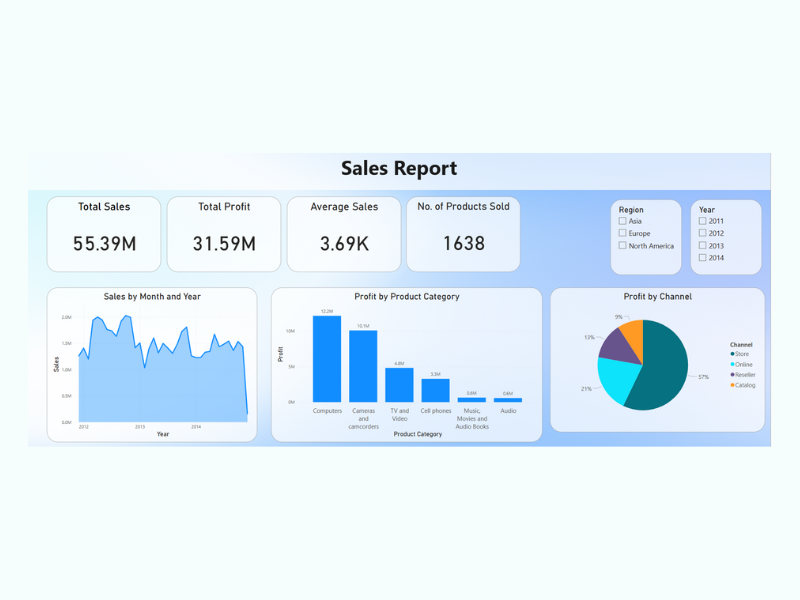 Sales Report
Total Sales
55.39M
Total Profit
31.59M
Average Sales
3.69K
No. of Products Sold
1638
Region
Asia
Europe
North America
Year
2011
2012
2013
2014
Sales by Month and Year
Sales
2.0M
1.5M
1.0M
0.5M
0.0M
2012
2013
2014
Year
Profit by Product Category
Profit
10M
5M
0M
12.2M
10.1M
4.8M
3.3M
0.6M
0.6M
Computers
Cameras
and
camcorders
TV and
Video
Cell phones
Music,
Movies and
Audio Books
Audio
Product Category
Profit by Channel
9%
13%
21%
57%
Channel
Store
Online
Reseller
Catalog